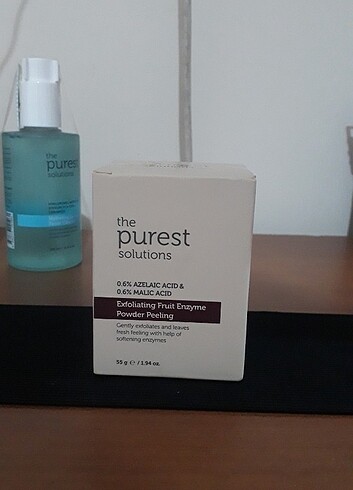 the
purest
solutions
the
purest
solutions
0.6% AZELAIC ACID &
0.6% MALIC ACID
Exfoliating Fruit Enzyme
Powder Peeling
Gently exfoliates and leaves
fresh feeling with help of
softening enzymes
55 g ℮ / 1.94 oz.